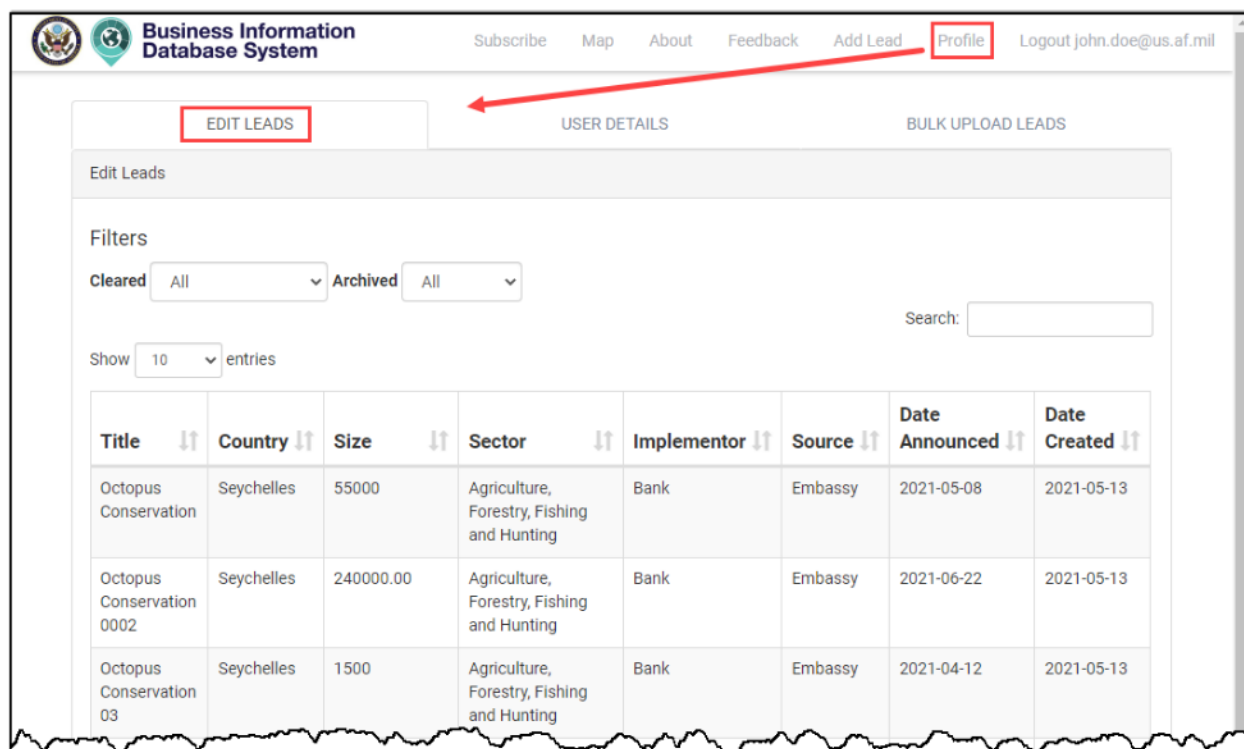 Business Information
Database System
Subscribe Map About Feedback Add Lead Profile Logout john.doe@us.af.mil
EDIT LEADS USER DETAILS BULK UPLOAD LEADS
Edit Leads
Filters
Cleared All Archived All
Search:
Show 10 entries
Date Date
Title Country Size Sector Implementor Source Announced Created
Octopus Seychelles 55000 Agriculture, Bank Embassy 2021-05-08 2021-05-13
Conservation Forestry, Fishing
and Hunting
Octopus Seychelles 240000.00 Agriculture, Bank Embassy 2021-06-22 2021-05-13
Conservation Forestry, Fishing
0002 and Hunting
Octopus Seychelles 1500 Agriculture, Bank Embassy 2021-04-12 2021-05-13
Conservation Forestry, Fishing
03 and Hunting